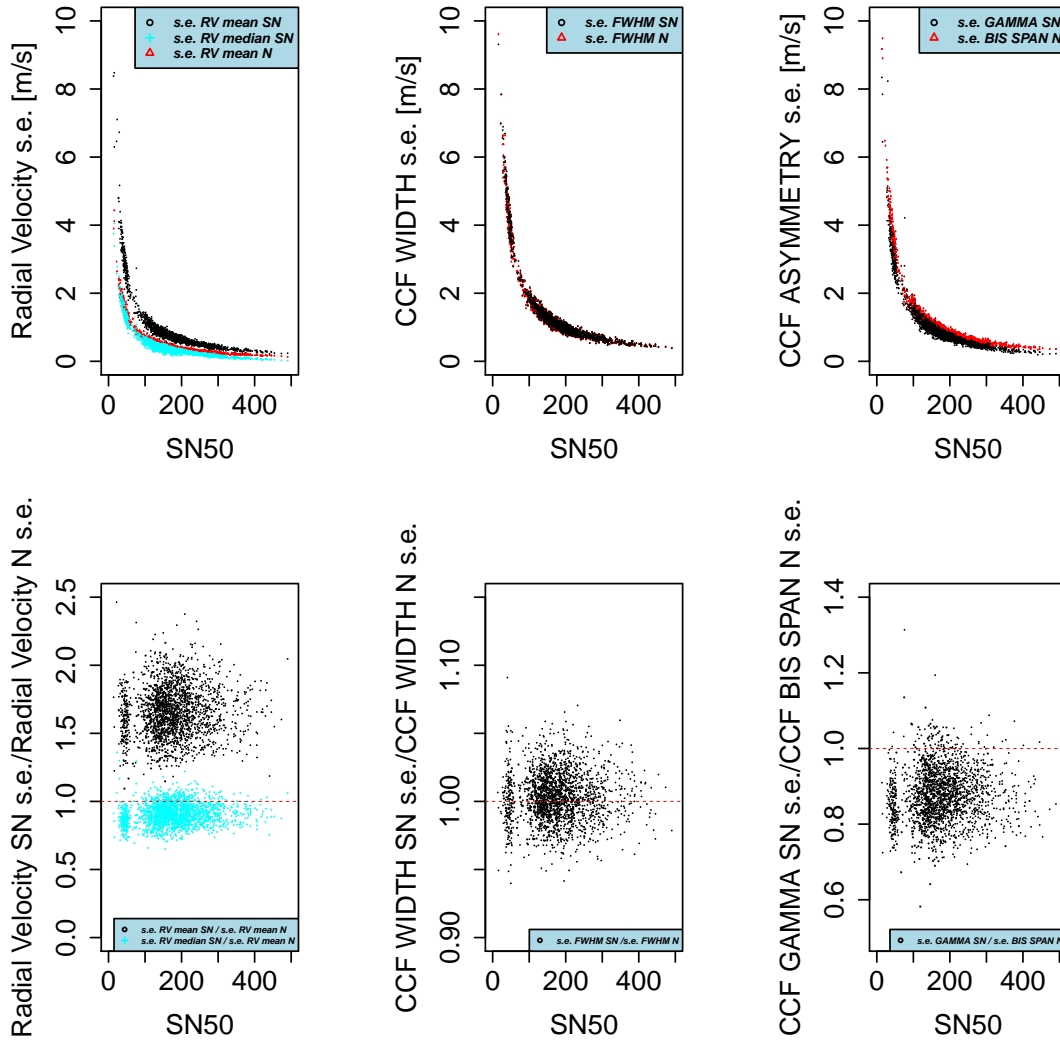 Radial Velocity s.e. [m/s]
0 2 4 6 8 10
s.e. RV mean SN
s.e. RV median SN
s.e. RV mean N
0 200 400
SN50
CCF WIDTH s.e. [m/s]
0 2 4 6 8 10
s.e. FWHM SN
s.e. FWHM N
0 200 400
SN50
CCF ASYMMETRY s.e. [m/s]
0 2 4 6 8 10
s.e. GAMMA SN
s.e. BIS SPAN N
0 200 400
SN50
Radial Velocity SN s.e./Radial Velocity N s.e.
0.0 0.5 1.0 1.5 2.0 2.5
s.e. RV mean SN / s.e. RV mean N
s.e. RV median SN / s.e. RV mean N
0 200 400
SN50
CCF WIDTH SN s.e./CCF WIDTH N s.e.
0.90 1.00 1.10
s.e. FWHM SN /s.e. FWHM N
0 200 400
SN50
CCF GAMMA SN s.e./CCF BIS SPAN N s.e.
0.6 0.8 1.0 1.2 1.4
s.e. GAMMA SN / s.e. BIS SPAN N
0 200 400
SN50